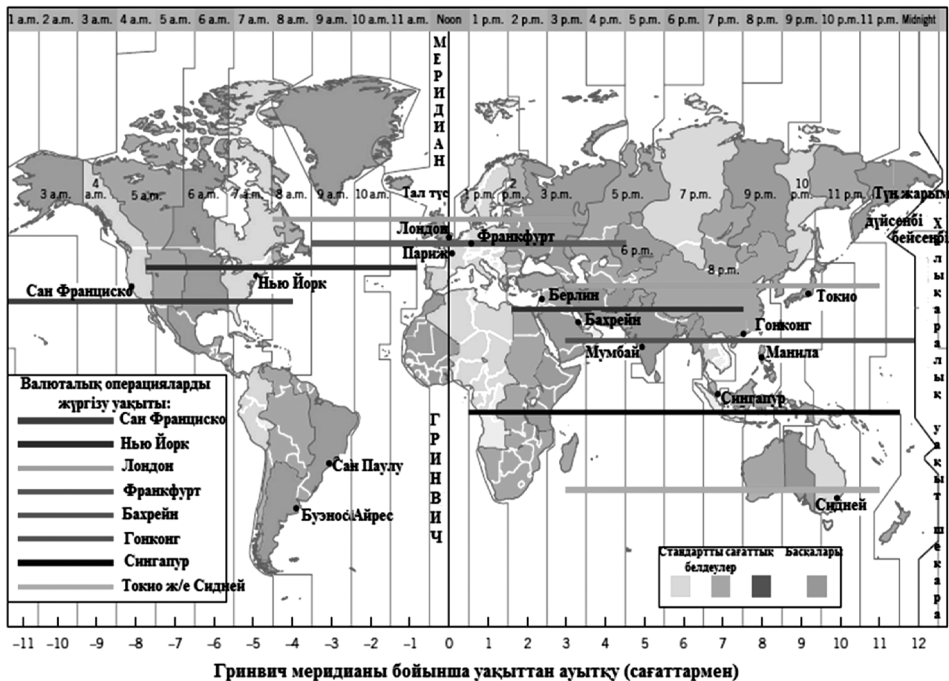 1 a.m. 2 a.m. 3 a.m. 4 a.m. 5 a.m. 6 a.m. 7 a.m. 8 a.m. 9 a.m. 10 a.m. 11 a.m. Noon 1 p.m. 2 p.m. 3 p.m. 4 p.m. 5 p.m. 6 p.m. 7 p.m. 8 p.m. 9 p.m. 10 p.m. 11 p.m. Midnight
МЕРИДИАН
3 a.m. 4 a.m. 5 a.m. 6 a.m. 7 a.m. 8 a.m. 9 a.m. 10 a.m. Тал түс 1 p.m. 2 p.m. 3 p.m. 5 p.m. 7 p.m. 9 p.m. 10 p.m. 11 p.m. Түн жарым
дүйсенбі
бейсенбі
Лондон
Франкфурт
Париж
6 p.m.
8 p.m.
Нью Йорк
Сан Франциско
Берлин
Токио
Бахрейн
Гонконг
Мумбай
Манила
Сингапур
Халықаралық уақыт шекара
Валюталық операцияларды
жүргізу уақыты:
Сан Франциско
Нью Йорк
Лондон
Франкфурт
Бахрейн
Гонконг
Сингапур
Токио ж/е Сидней
Сан Паулу
Буэнос Айрес
ГРИНВИЧ
Сидней
Стандартты сағаттық
белдеулер
Басқалары
–11 –10 –9 –8 –7 –6 –5 –4 –3 –2 –1 0 1 2 3 4 5 6 7 8 9 10 11 12
Гринвич меридианы бойынша уақыттан ауытқу (сағаттармен)